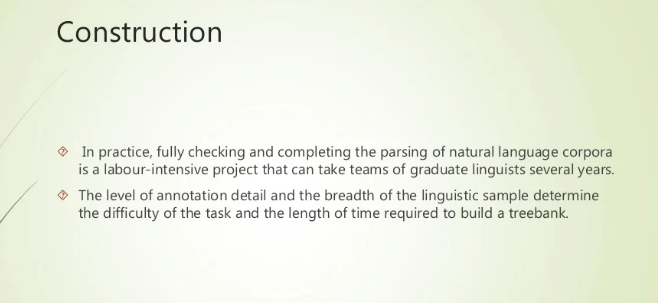 Construction
In practice, fully checking and completing the parsing of natural language corpora
is a labour-intensive project that can take teams of graduate linguists several years.
The level of annotation detail and the breadth of the linguistic sample determine
the difficulty of the task and the length of time required to build a treebank.